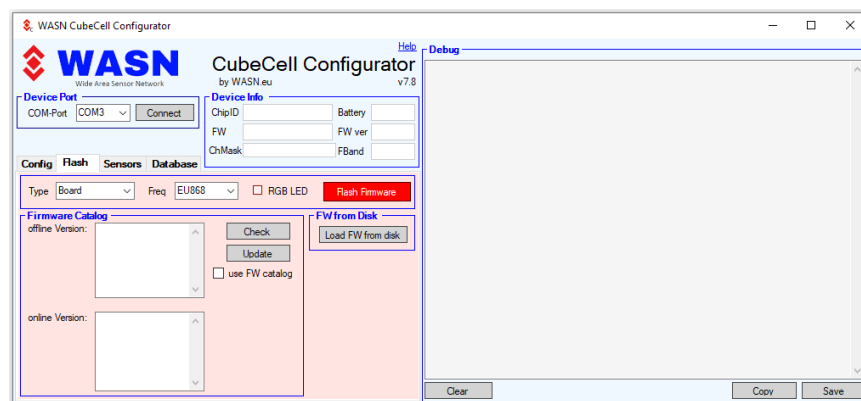 WASN CubeCell Configurator
Help
WASN
Wide Area Sensor Network
CubeCell Configurator
by WASN.eu
v7.8
Device Port
COM-Port
COM3
Connect
Device Info
ChipID
Battery
FW
FW ver
ChMask
FBand
Config
Flash
Sensors
Database
Type
Board
Freq
EU868
RGB LED
Flash Firmware
Firmware Catalog
offline Version:
Check
Update
use FW catalog
online Version:
FW from Disk
Load FW from disk
Debug
Clear
Copy
Save